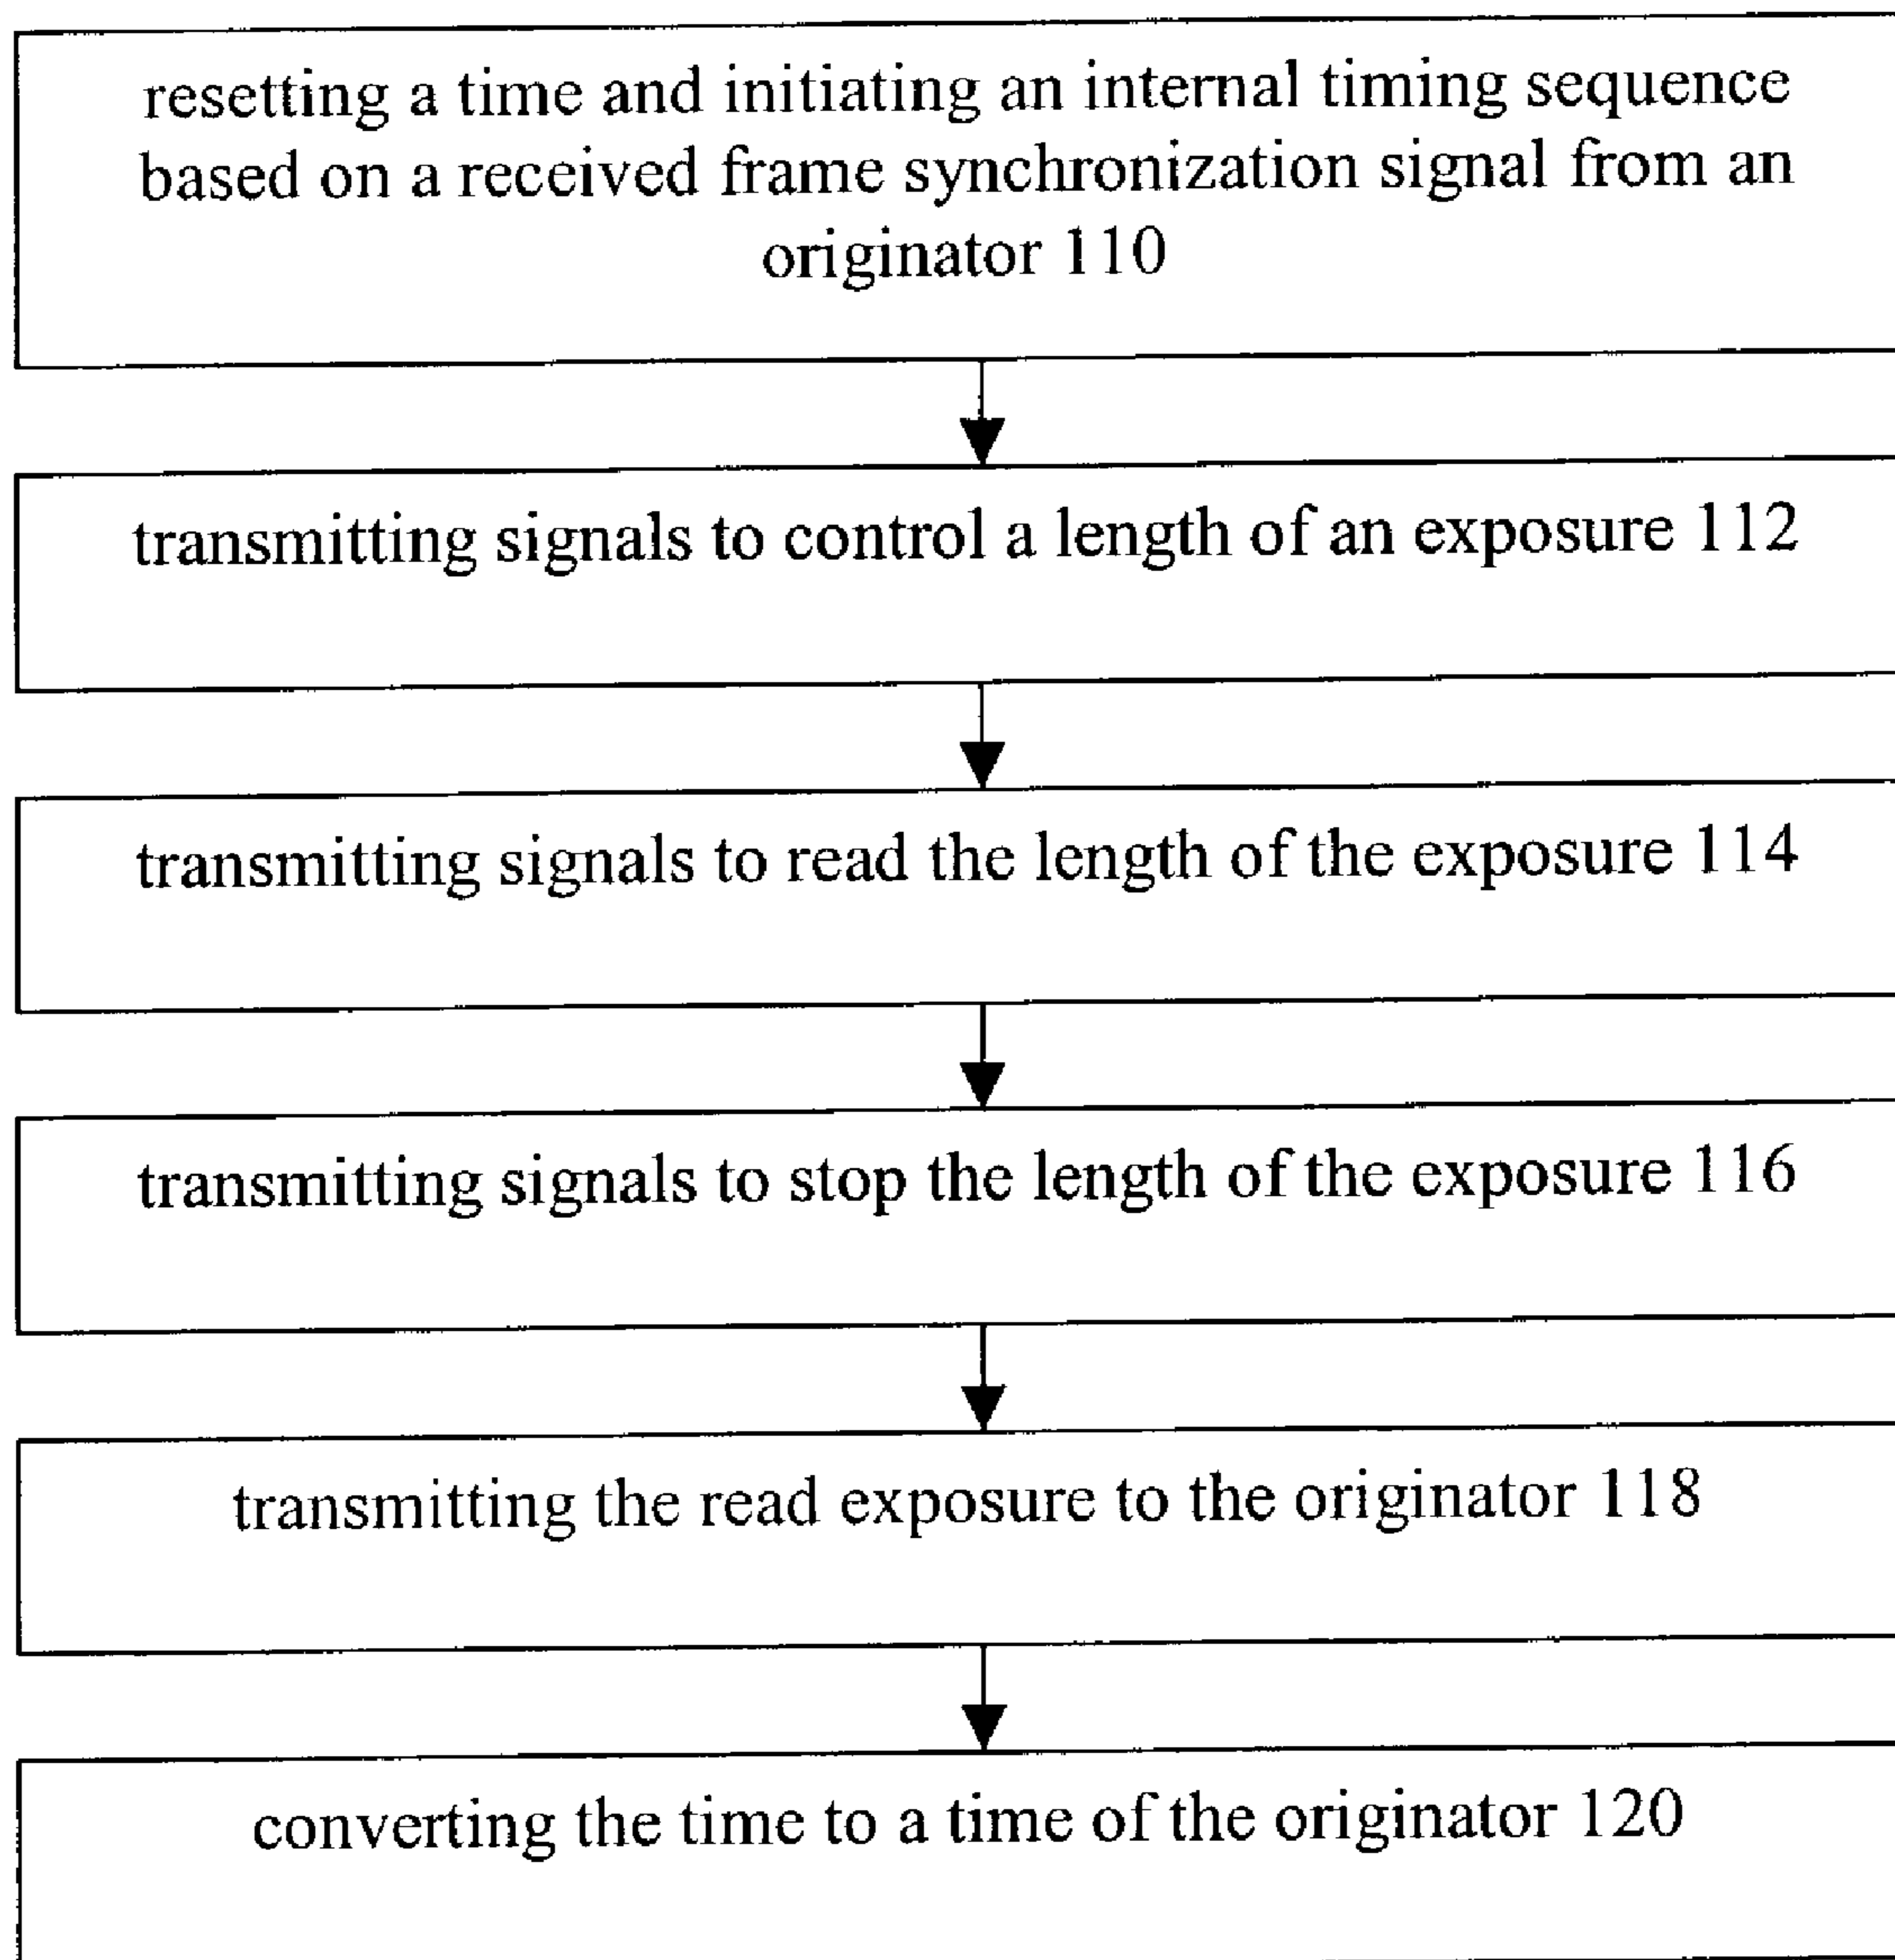 resetting a time and initiating an internal timing sequence
based on a received frame synchronization signal from an
originator 110
transmitting signals to control a length of an exposure 112
transmitting signals to read the length of the exposure 114
transmitting signals to stop the length of the exposure 116
transmitting the read exposure to the originator 118
converting the time to a time of the originator 120